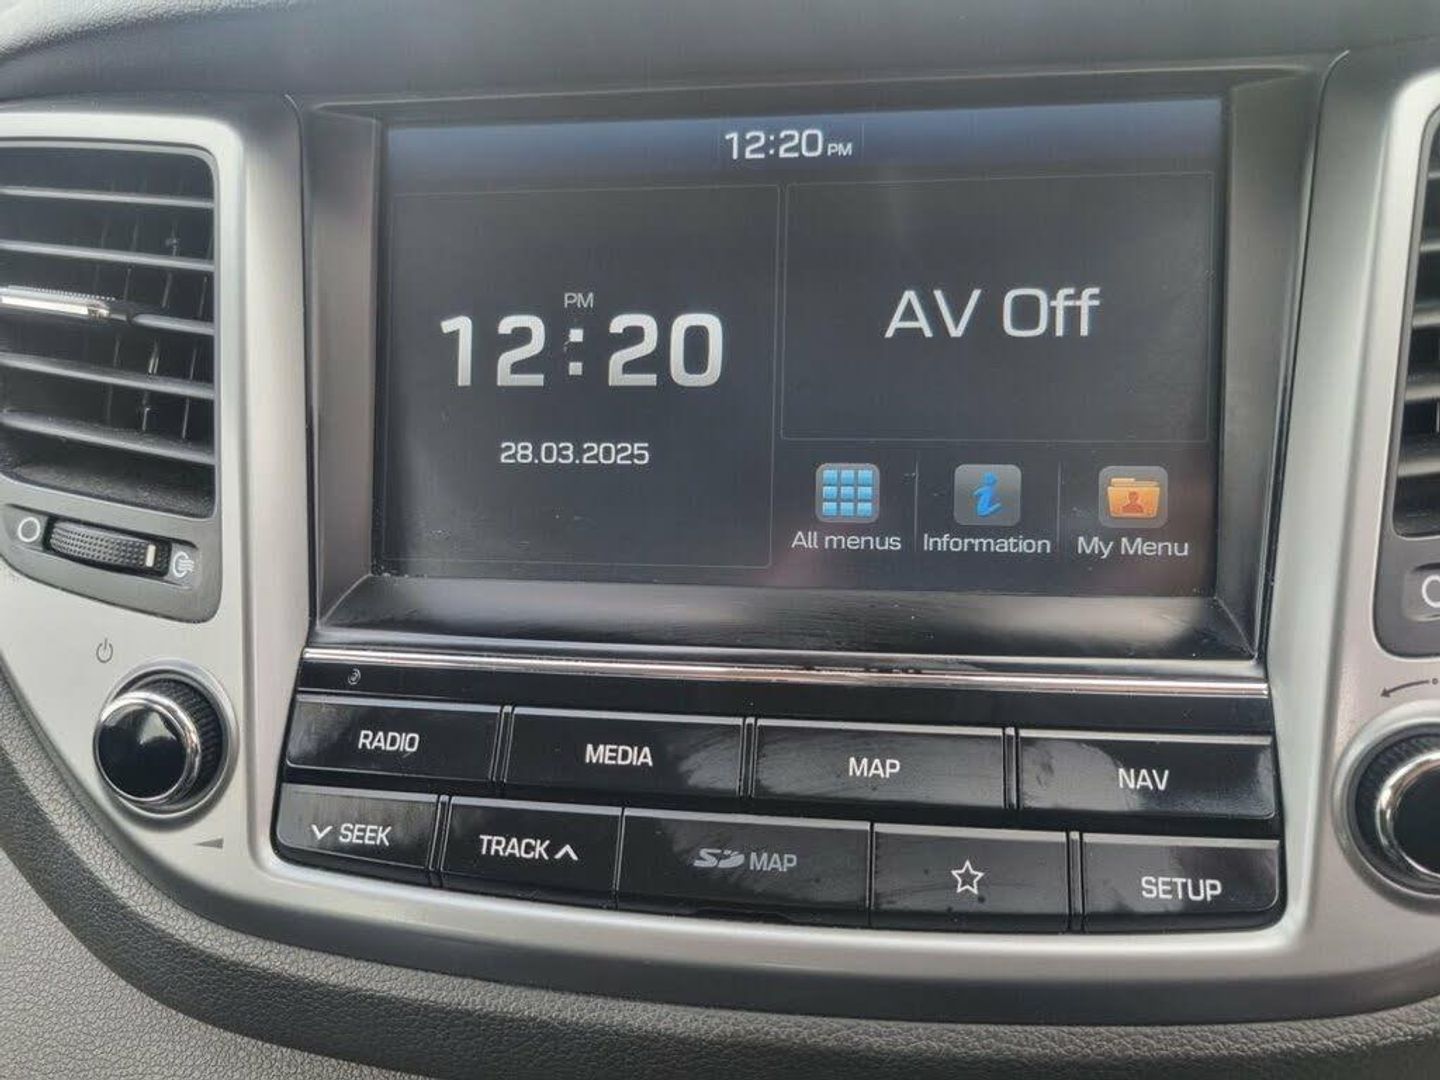 12:20 PM
PM
12:20
28.03.2025
AV Off
All menus
Information
My Menu
RADIO
MEDIA
MAP
NAV
SEEK
TRACK
SD MAP
SETUP